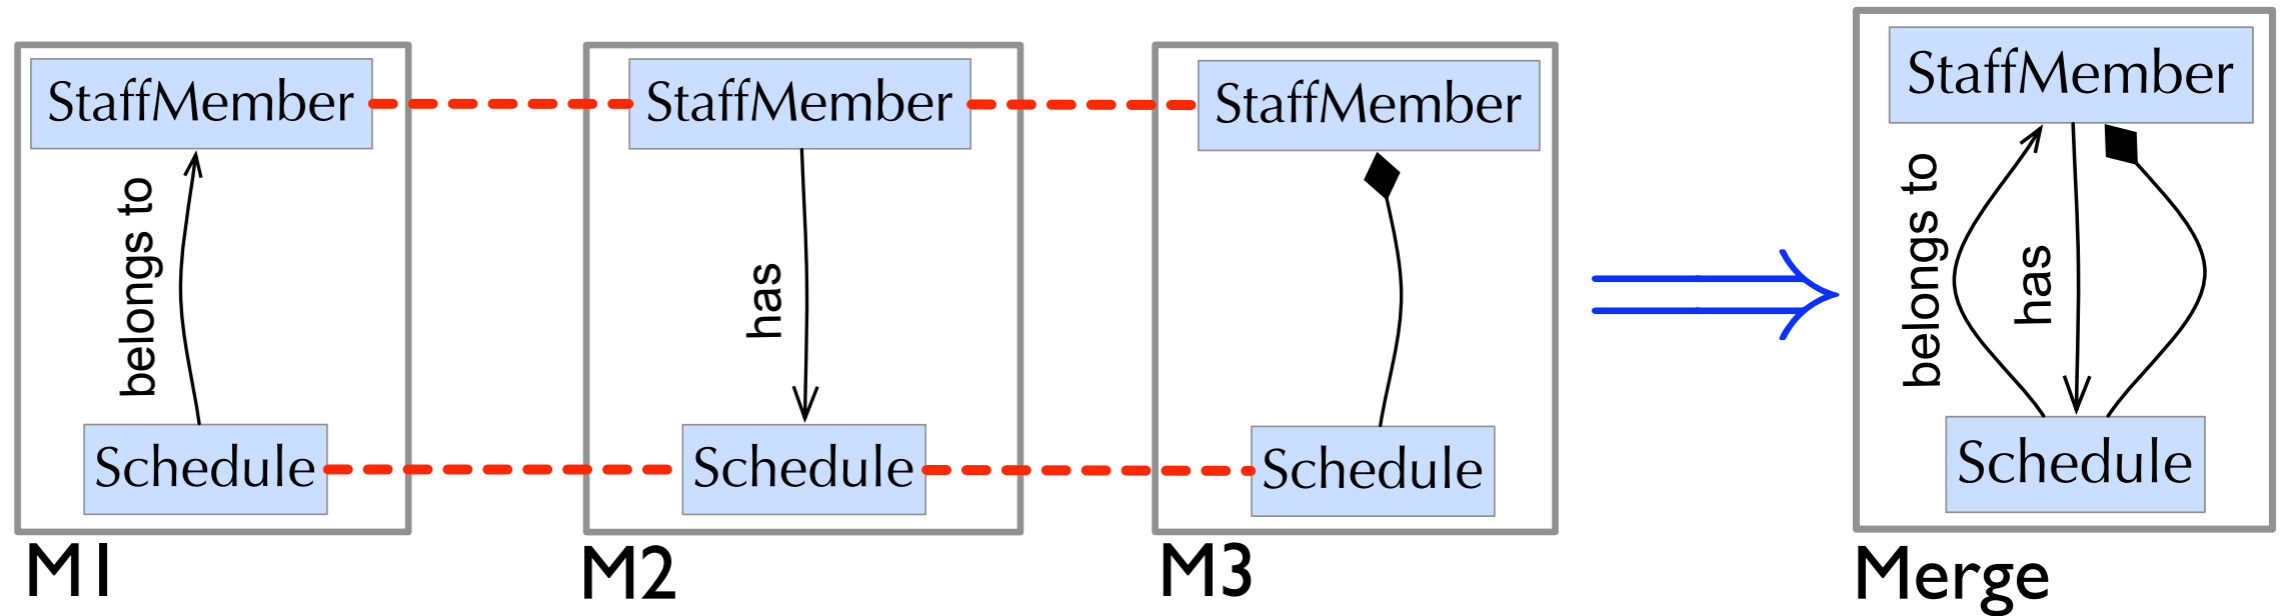 StaffMember
belongs to
Schedule
M1
StaffMember
has
Schedule
M2
StaffMember
Schedule
M3
StaffMember
belongs to
has
Schedule
Merge